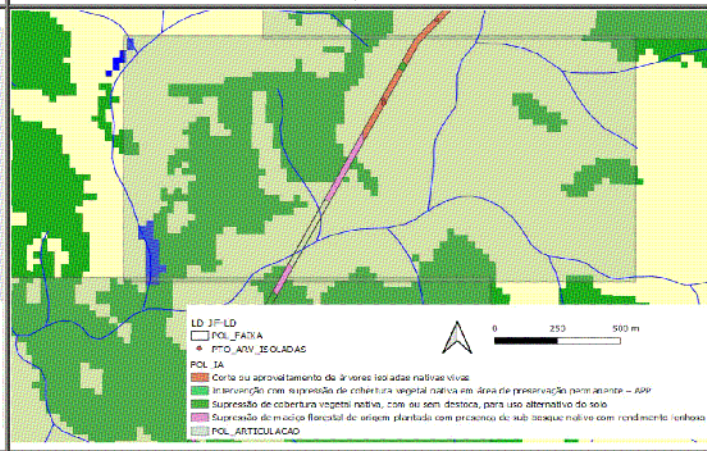 LD JF-LD
POL_FAIXA
PTO_ARV_ISOLADAS
POL_IA
Corte ou aproveitamento de árvores isoladas nativas vivas
Intervenção com supressão de cobertura vegetal nativa em área de preservação permanente – APP
Supressão de cobertura vegetal nativa, com ou sem destoca, para uso alternativo do solo
Supressão de maciço florestal de origem plantada com presença de sub-bosque nativo com rendimento lenhoso
POL_ARTICULACAO
0 250 500 m